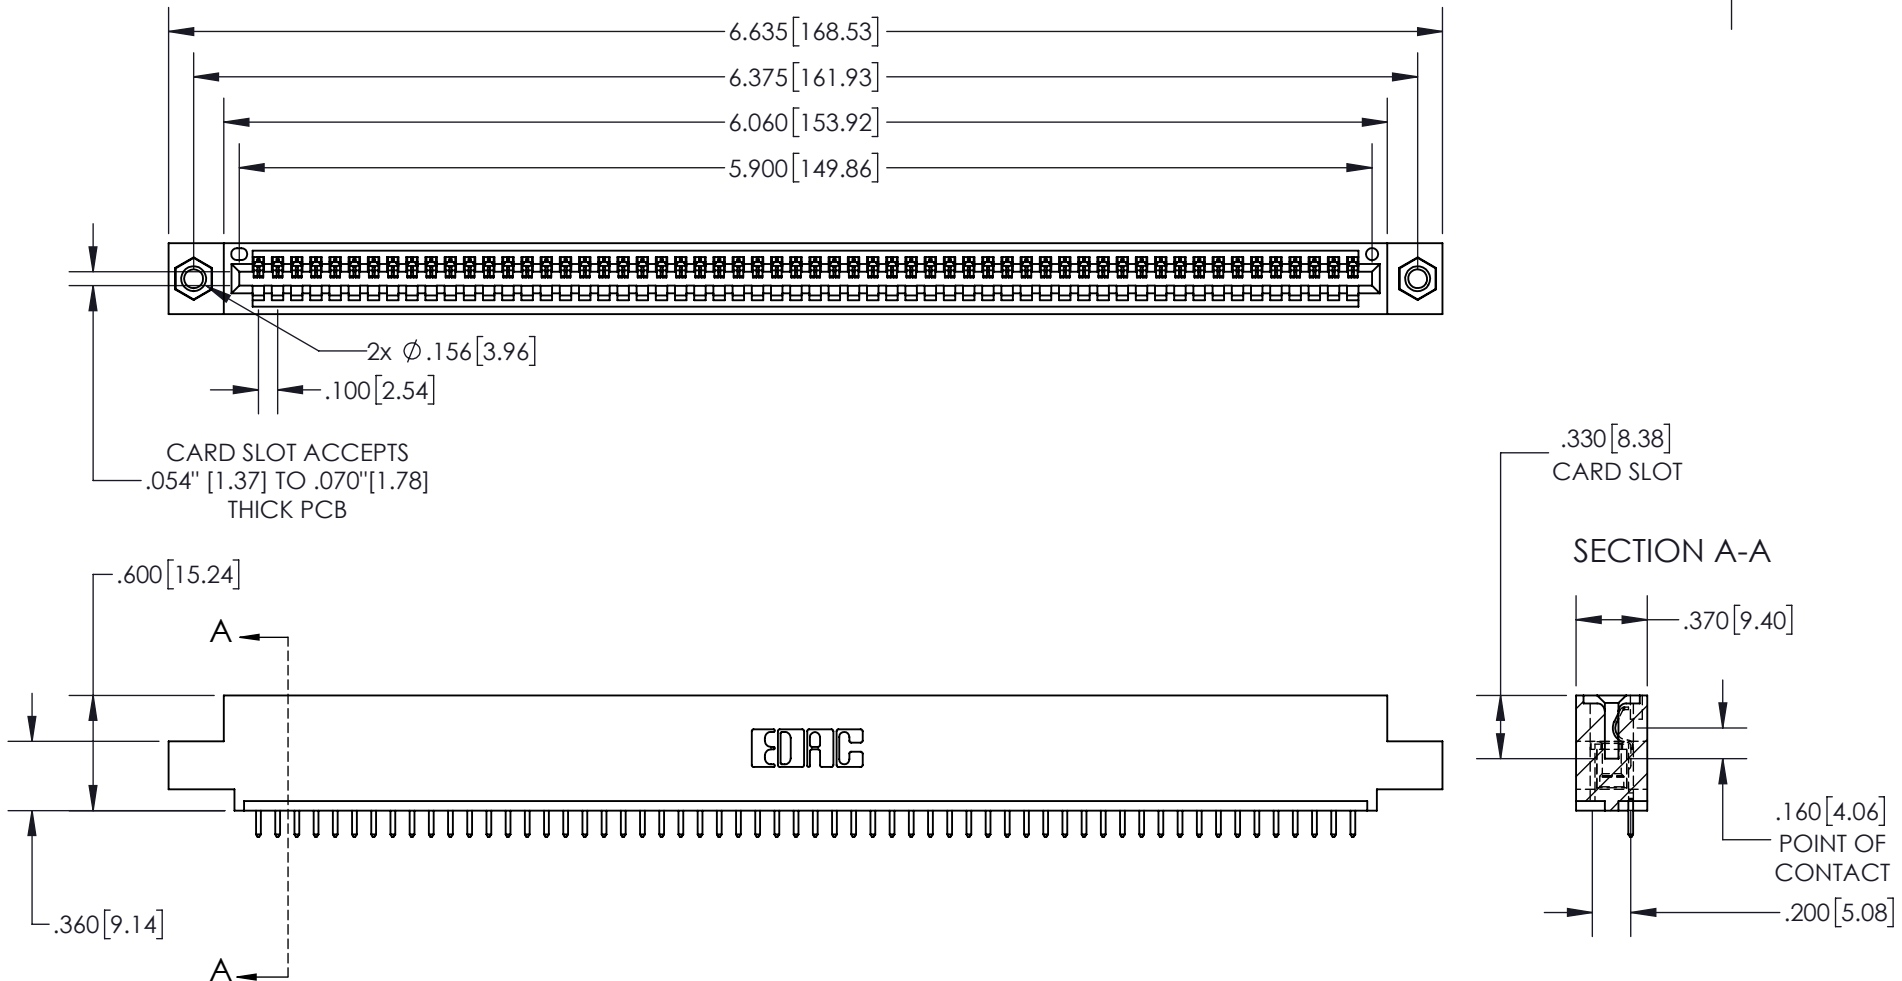 6.635[168.53]
6.375[161.93]
6.060[153.92]
5.900[149.86]
2x Ø.156[3.96]
.100[2.54]
CARD SLOT ACCEPTS
.054" [1.37] TO .070"[1.78]
THICK PCB
.330[8.38]
CARD SLOT
SECTION A-A
.600[15.24]
.370[9.40]
A
EDAC
.160[4.06]
POINT OF
CONTACT
.360[9.14]
.200[5.08]
A